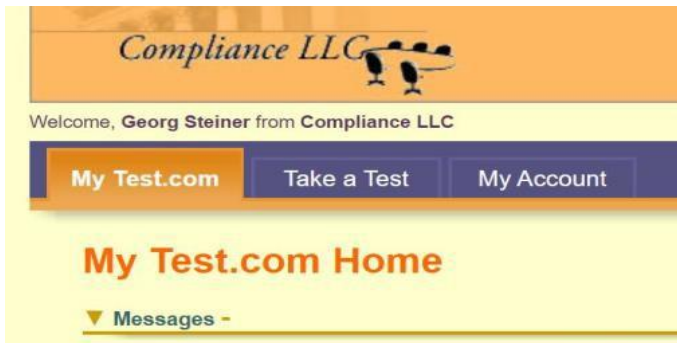 Compliance LLC
Welcome, Georg Steiner from Compliance LLC
My Test.com Take a Test My Account
My Test.com Home
▼ Messages -